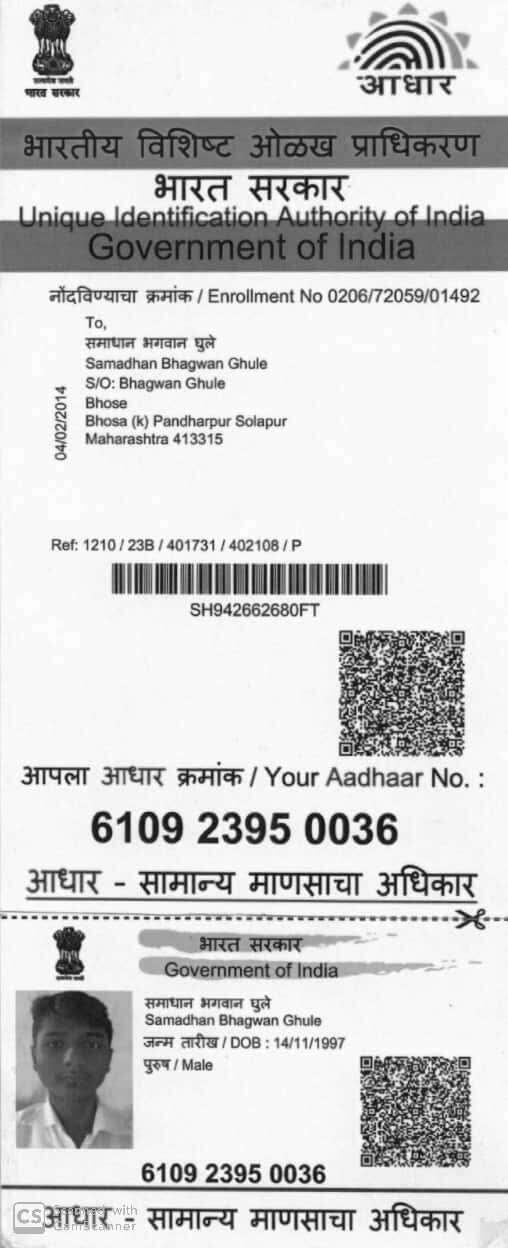 सत्यमेव जयते
भारत सरकार
आधार
भारतीय विशिष्ट ओळख प्राधिकरण
भारत सरकार
Unique Identification Authority of India
Government of India
नोंदविण्याचा क्रमांक / Enrollment No 0206/72059/01492
To,
समाधान भगवान घुले
Samadhan Bhagwan Ghule
S/O: Bhagwan Ghule
Bhose
Bhosa (k) Pandharpur Solapur
Maharashtra 413315
04/02/2014
Ref: 1210 / 23B / 401731 / 402108 / P
SH942662680FT
आपला आधार क्रमांक / Your Aadhaar No. :
6109 2395 0036
आधार - सामान्य माणसाचा अधिकार
भारत सरकार
Government of India
समाधान भगवान घुले
Samadhan Bhagwan Ghule
जन्म तारीख / DOB : 14/11/1997
पुरुष / Male
6109 2395 0036
आधार - सामान्य माणसाचा अधिकार
CS Scanned with
CamScanner